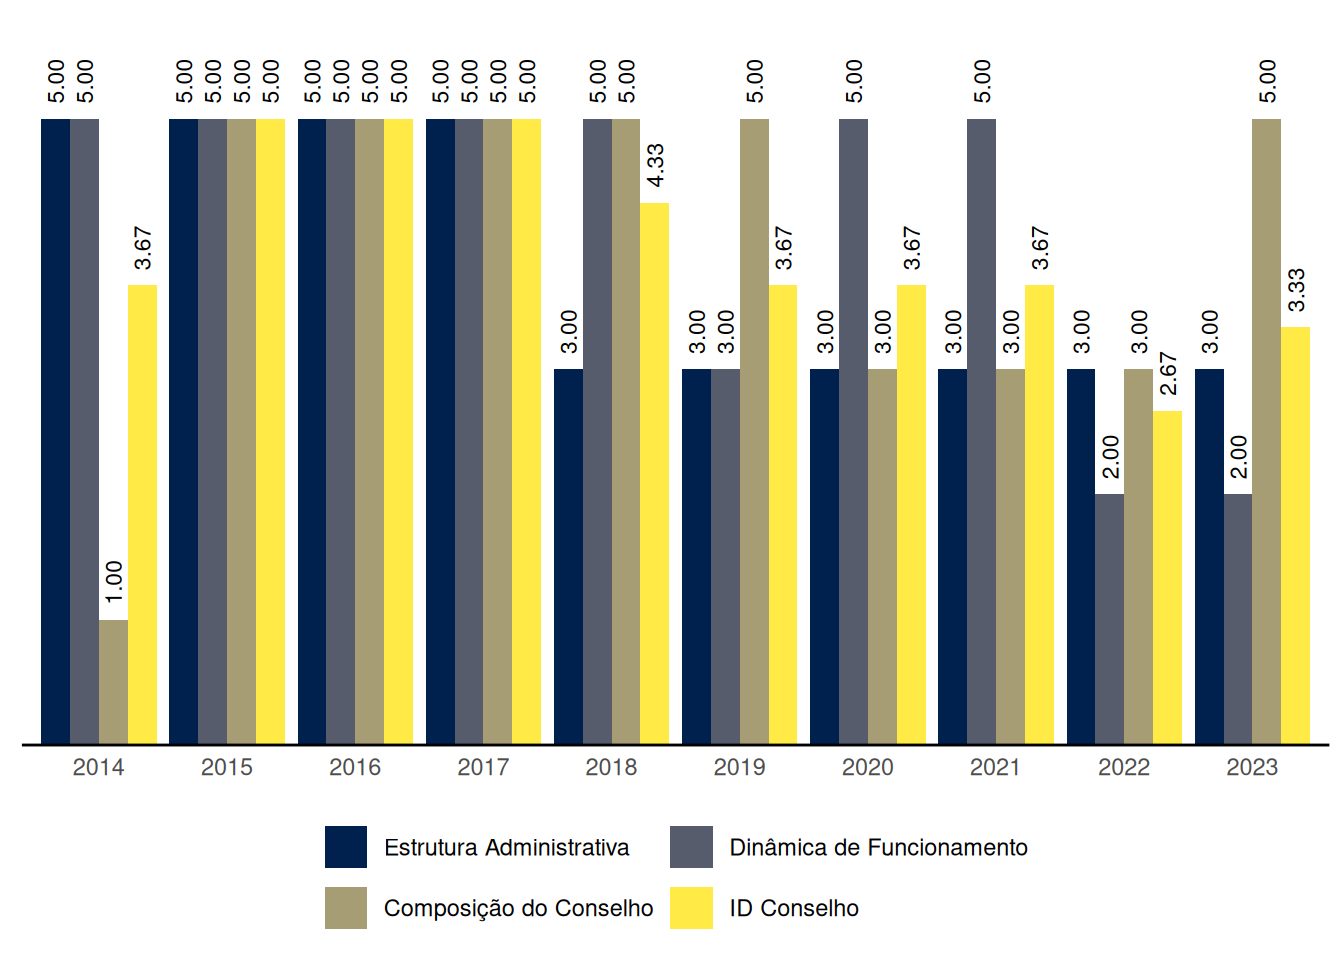 5.00 5.00 1.00 3.67 5.00 5.00 5.00 5.00 5.00 5.00 5.00 5.00 5.00 5.00 5.00 5.00 3.00 5.00 5.00 4.33 3.00 3.00 5.00 3.67 3.00 5.00 3.00 3.67 3.00 5.00 3.00 3.67 3.00 2.00 3.00 2.67 3.00 2.00 5.00 3.33
2014 2015 2016 2017 2018 2019 2020 2021 2022 2023
Estrutura Administrativa Dinâmica de Funcionamento
Composição do Conselho ID Conselho